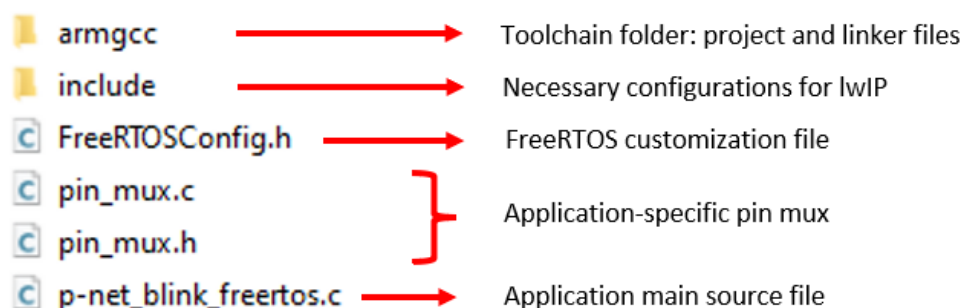 armgcc Toolchain folder: project and linker files
include Necessary configurations for lwIP
FreeRTOSConfig.h FreeRTOS customization file
pin_mux.c
Application-specific pin mux
pin_mux.h
p-net_blink_freertos.c Application main source file